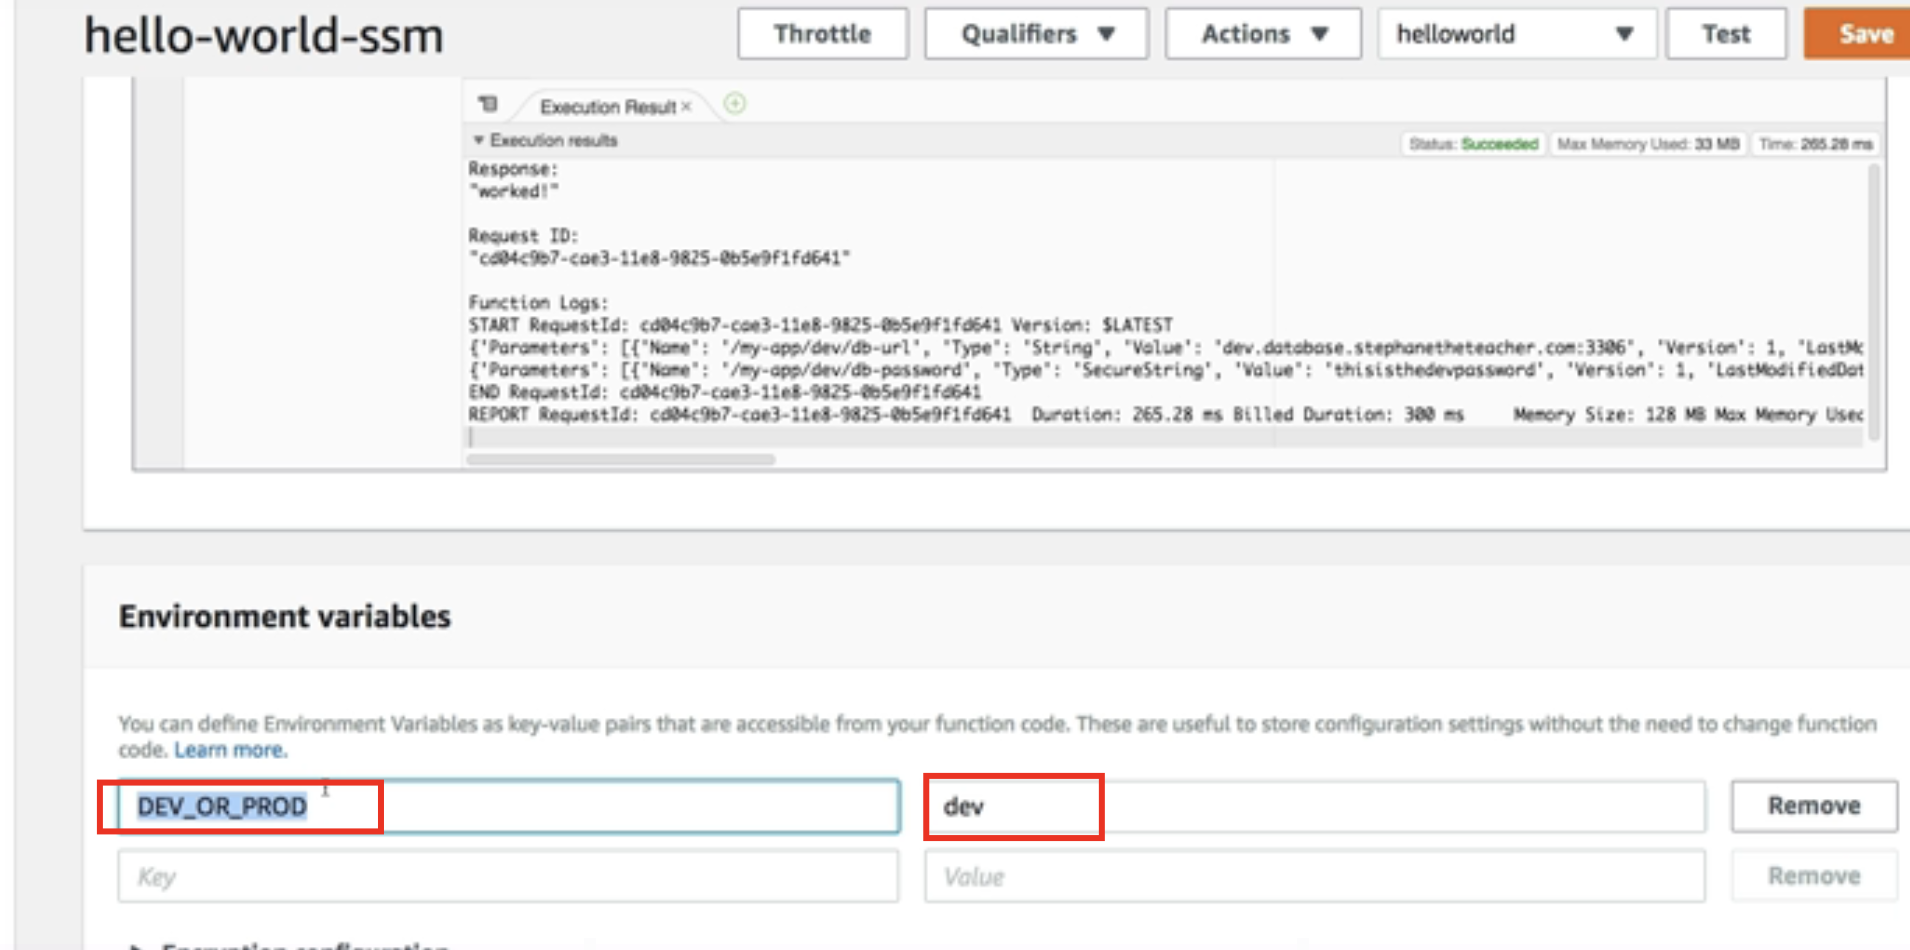 hello-world-ssm
Throttle
Qualifiers
Actions
helloworld
Test
Save
Execution Result
Execution results
Status: Succeeded
Max Memory Used: 33 MB
Time: 265.28 ms
Response:
"worked!"
Request ID:
"cd04c9b7-cae3-11e8-9825-0b5e9f1fd641"
Function Logs:
START RequestId: cd04c9b7-cae3-11e8-9825-0b5e9f1fd641 Version: $LATEST
{'Parameters': [{'Name': '/my-app/dev/db-url', 'Type': 'String', 'Value': 'dev.database.stephanetheteacher.com:3306', 'Version': 1, 'LastMo
{'Parameters': [{'Name': '/my-app/dev/db-password', 'Type': 'SecureString', 'Value': 'thisisthedevpassword', 'Version': 1, 'LastModifiedDat
END RequestId: cd04c9b7-cae3-11e8-9825-0b5e9f1fd641
REPORT RequestId: cd04c9b7-cae3-11e8-9825-0b5e9f1fd641 Duration: 265.28 ms Billed Duration: 300 ms Memory Size: 128 MB Max Memory Used
Environment variables
You can define Environment Variables as key-value pairs that are accessible from your function code. These are useful to store configuration settings without the need to change function
code. Learn more.
DEV_OR_PROD
dev
Remove
Key
Value
Remove
Encryption configuration